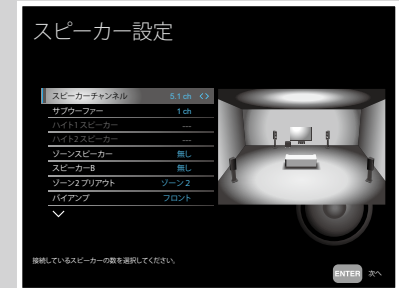 スピーカー設定
スピーカーチャンネル 5.1 ch
サブウーファー 1 ch
ハイト1 スピーカー ---
ハイト2 スピーカー ---
ゾーンスピーカー 無し
スピーカーB 無し
ゾーン2 プリアウト ゾーン 2
バイアンプ フロント
接続しているスピーカーの数を選択してください。
ENTER 次へ